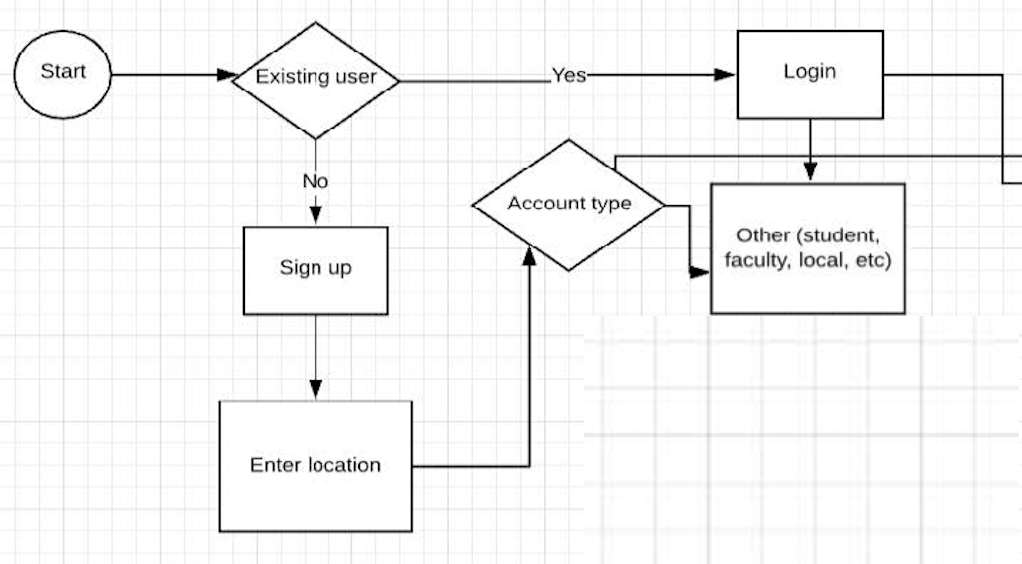 Start
Existing user
Yes
Login
No
Account type
Other (student,
faculty, local, etc)
Sign up
Enter location